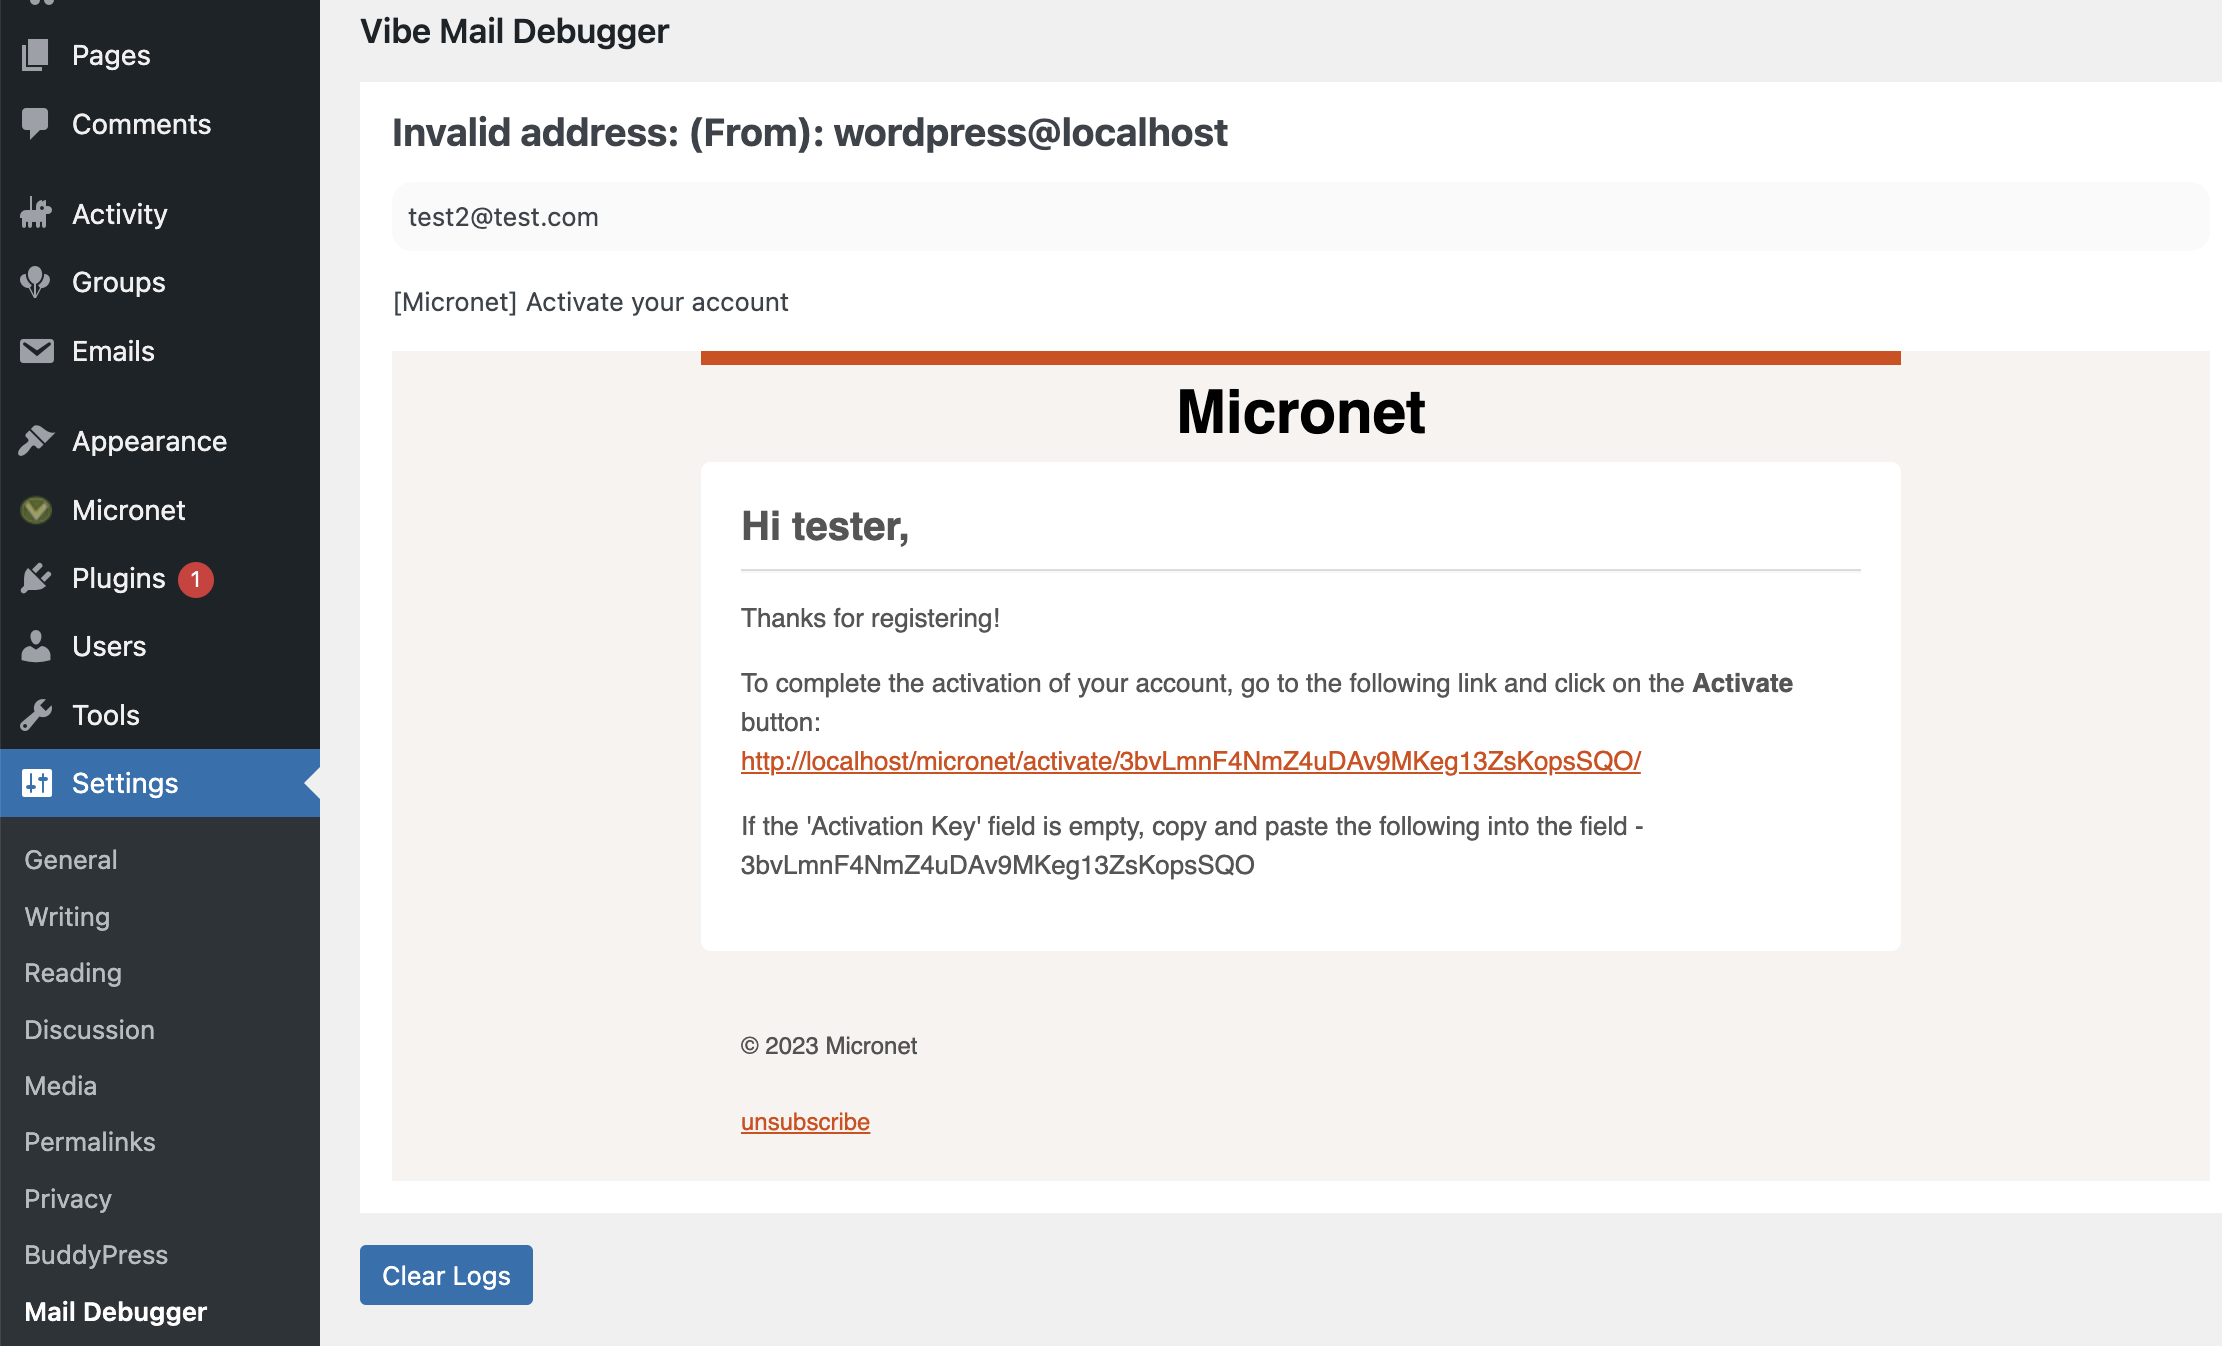 Pages
Comments
Activity
Groups
Emails
Appearance
Micronet
Plugins 1
Users
Tools
Settings
General
Writing
Reading
Discussion
Media
Permalinks
Privacy
BuddyPress
Mail Debugger
Vibe Mail Debugger
Invalid address: (From): wordpress@localhost
test2@test.com
[Micronet] Activate your account
Micronet
Hi tester,
Thanks for registering!
To complete the activation of your account, go to the following link and click on the Activate
button:
http://localhost/micronet/activate/3bvLmnF4NmZ4uDAv9MKeg13ZsKopsSQO/
If the 'Activation Key' field is empty, copy and paste the following into the field -
3bvLmnF4NmZ4uDAv9MKeg13ZsKopsSQO
© 2023 Micronet
unsubscribe
Clear Logs